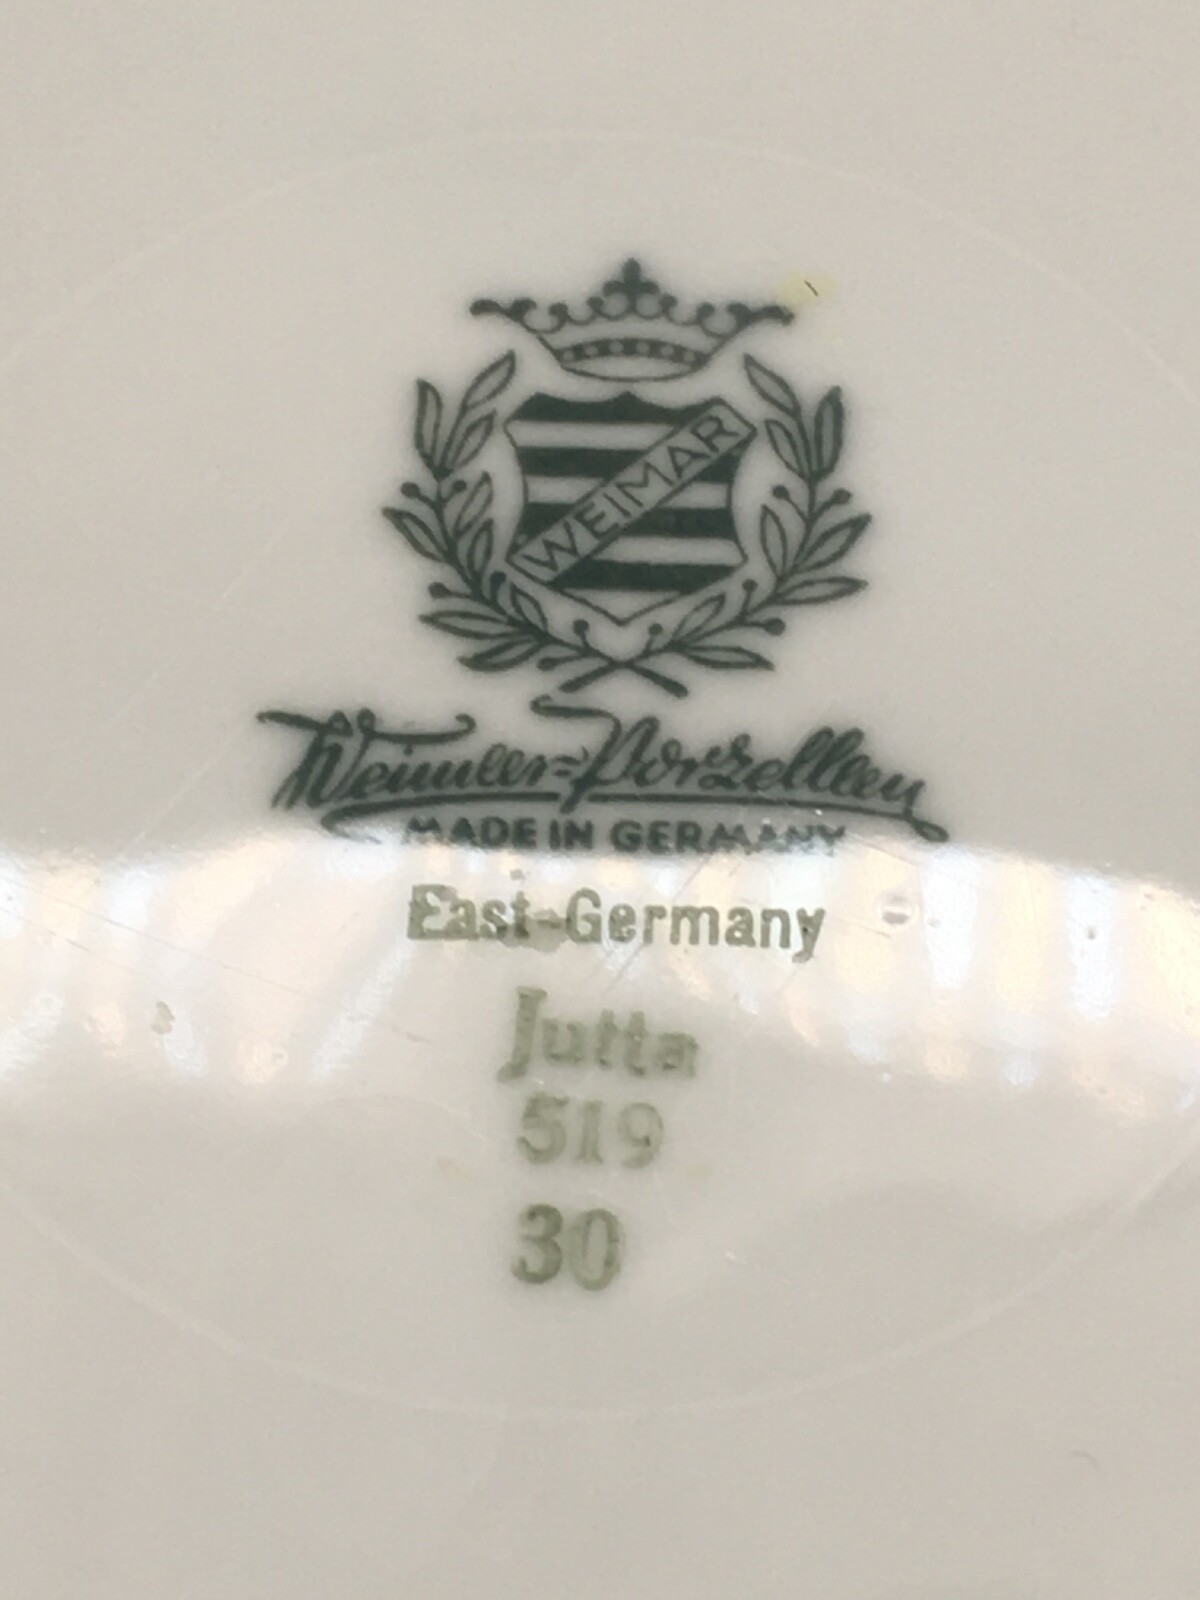 WEIMAR
Weimar-Porzellan
MADE IN GERMANY
East-Germany
Jutta
519
30